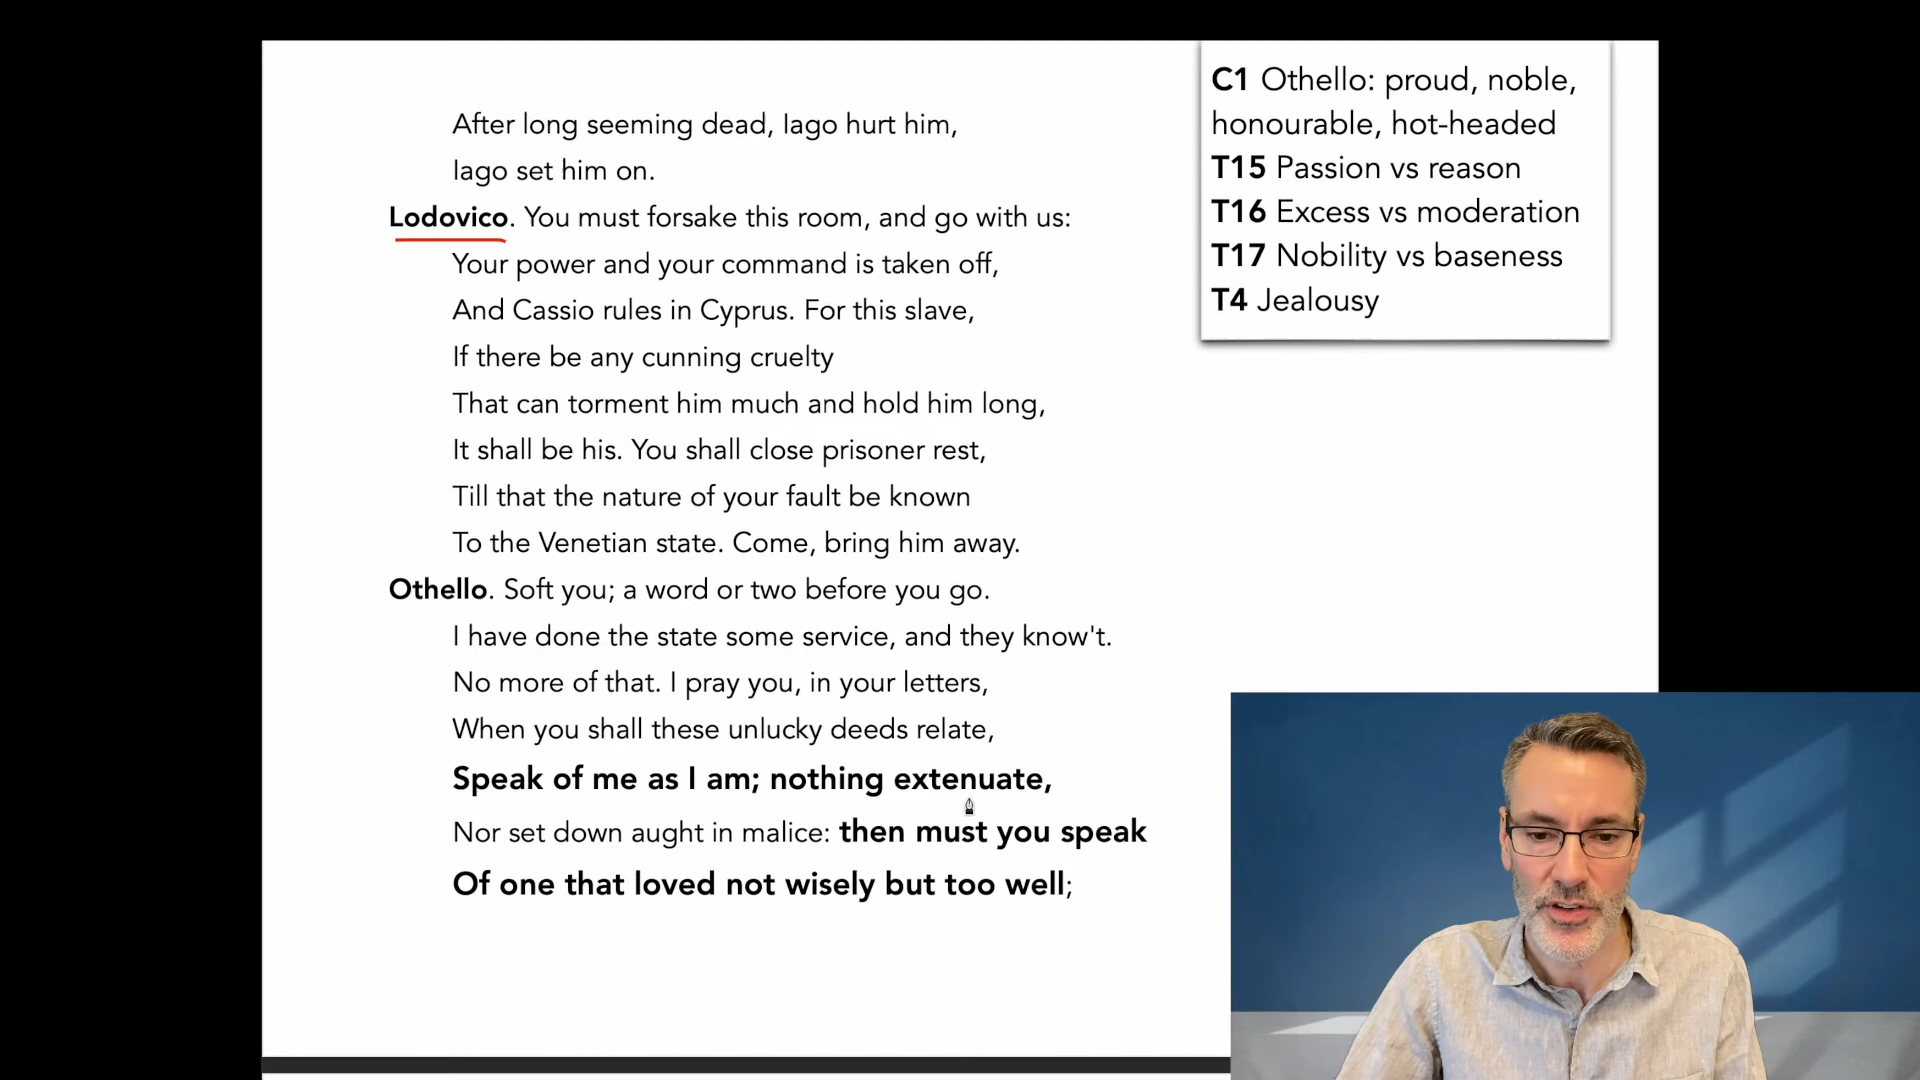 After long seeming dead, Iago hurt him,
Iago set him on.
Lodovico. You must forsake this room, and go with us:
Your power and your command is taken off,
And Cassio rules in Cyprus. For this slave,
If there be any cunning cruelty
That can torment him much and hold him long,
It shall be his. You shall close prisoner rest,
Till that the nature of your fault be known
To the Venetian state. Come, bring him away.
Othello. Soft you; a word or two before you go.
I have done the state some service, and they know't.
No more of that. I pray you, in your letters,
When you shall these unlucky deeds relate,
Speak of me as I am; nothing extenuate,
Nor set down aught in malice: then must you speak
Of one that loved not wisely but too well;
C1 Othello: proud, noble,
honourable, hot-headed
T15 Passion vs reason
T16 Excess vs moderation
T17 Nobility vs baseness
T4 Jealousy